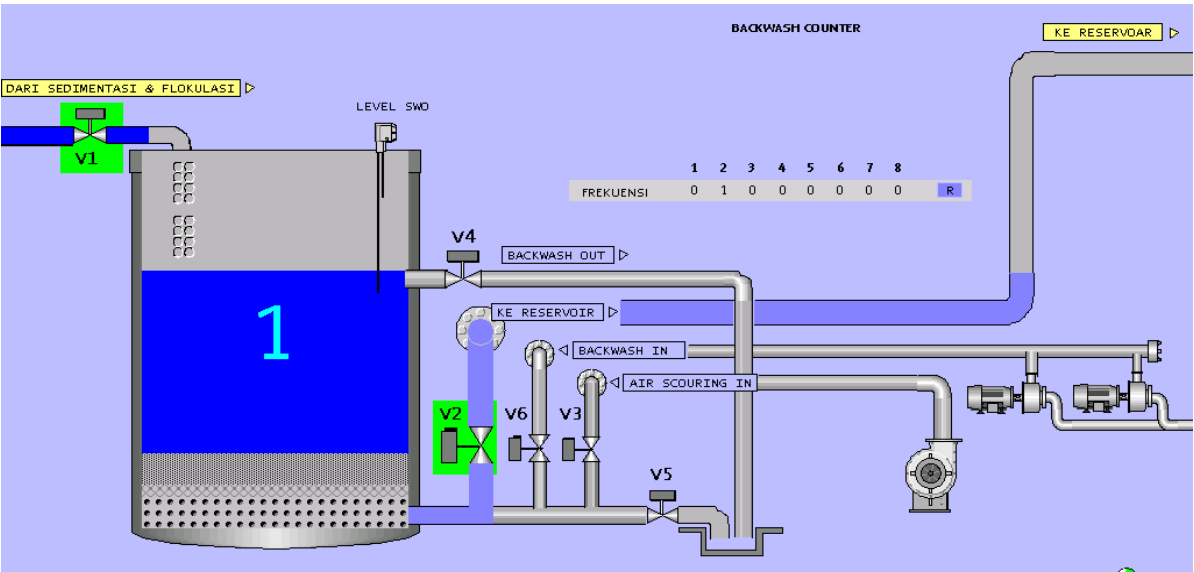 BACKWASH COUNTER
KE RESERVOAR
DARI SEDIMENTASI & FLOKULASI
LEVEL SWO
V1
1 2 3 4 5 6 7 8
FREKUENSI 0 1 0 0 0 0 0 0 R
V4
BACKWASH OUT
1
KE RESERVOIR
BACKWASH IN
AIR SCOURING IN
V2 V6 V3
V5